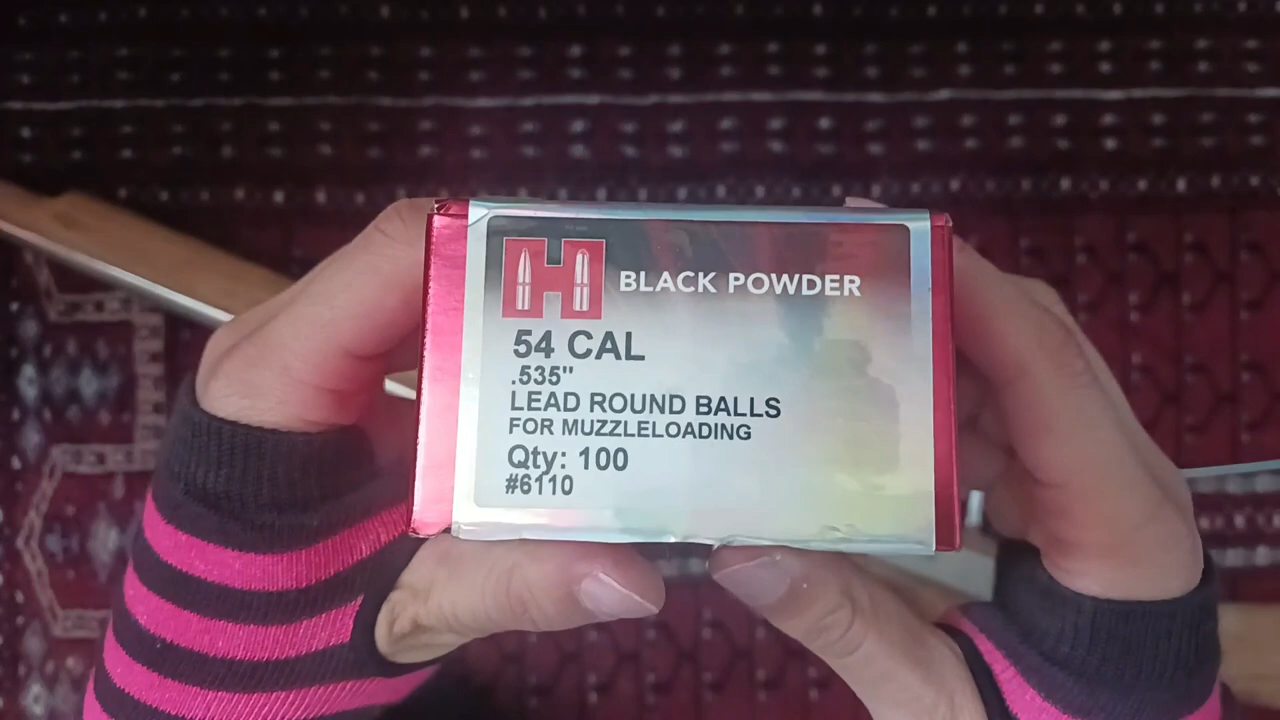 H BLACK POWDER
54 CAL
.535"
LEAD ROUND BALLS
FOR MUZZLELOADING
Qty: 100
#6110